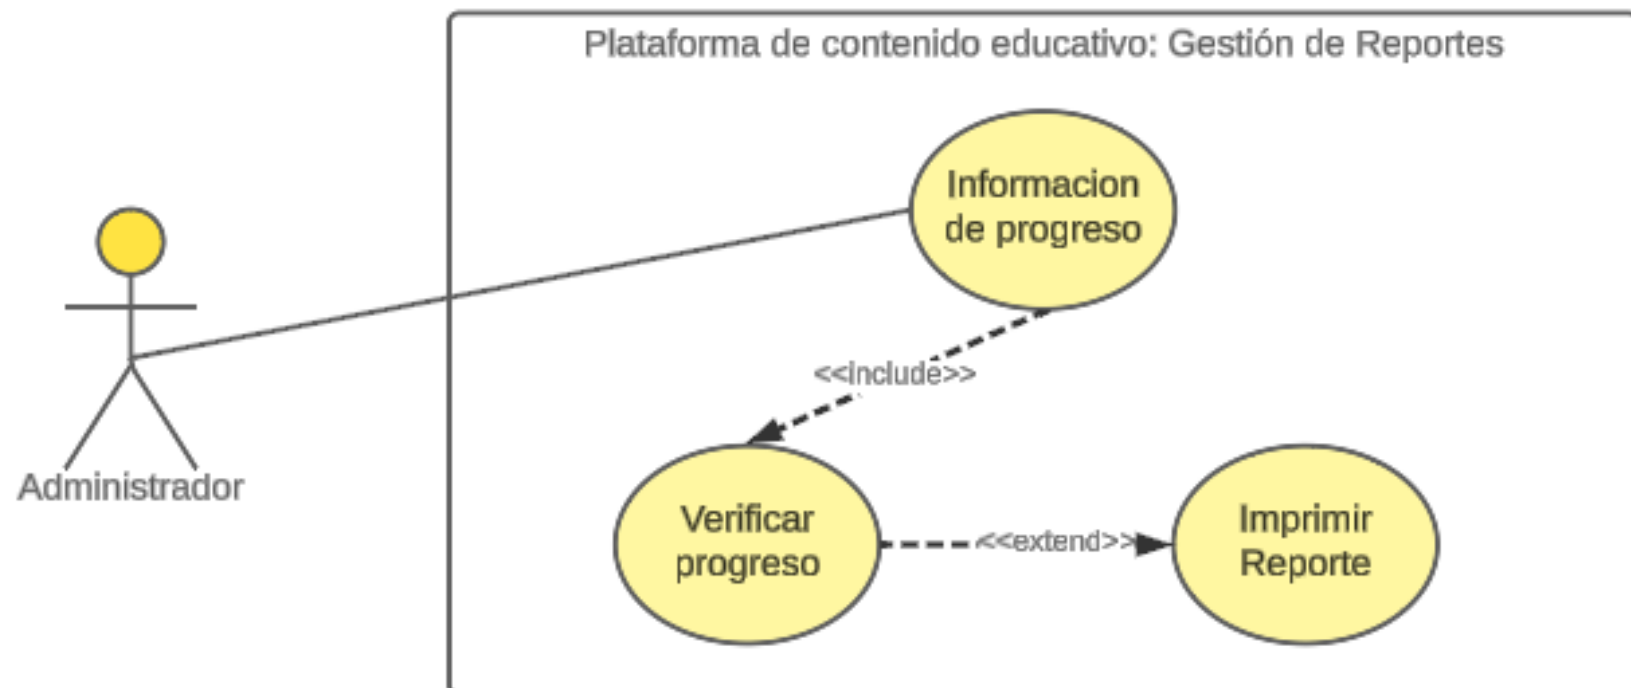 Plataforma de contenido educativo: Gestión de Reportes
Informacion
de progreso
<<include>>
Administrador
Verificar
progreso
<<extend>>
Imprimir
Reporte